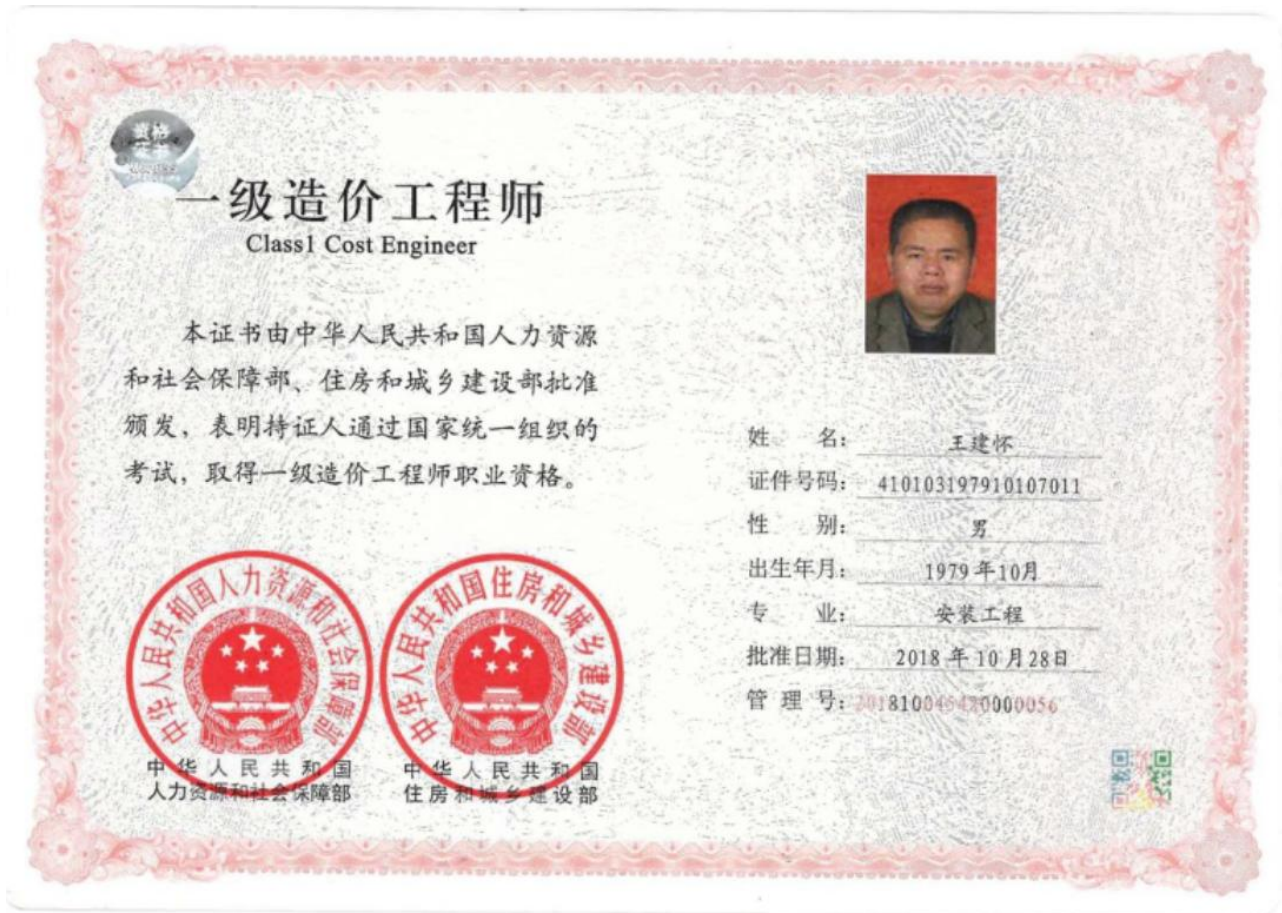 资格
一级造价工程师
Class1 Cost Engineer
本证书由中华人民共和国人力资源
和社会保障部、住房和城乡建设部批准
颁发，表明持证人通过国家统一组织的
考试，取得一级造价工程师职业资格。
中华人民共和国人力资源和社会保障部
中华人民共和国住房和城乡建设部
中华人民共和国
人力资源和社会保障部
中华人民共和国
住房和城乡建设部
姓 名： 王建怀
证件号码： 410103197910107011
性 别： 男
出生年月： 1979年10月
专 业： 安装工程
批准日期： 2018年10月28日
管 理 号：